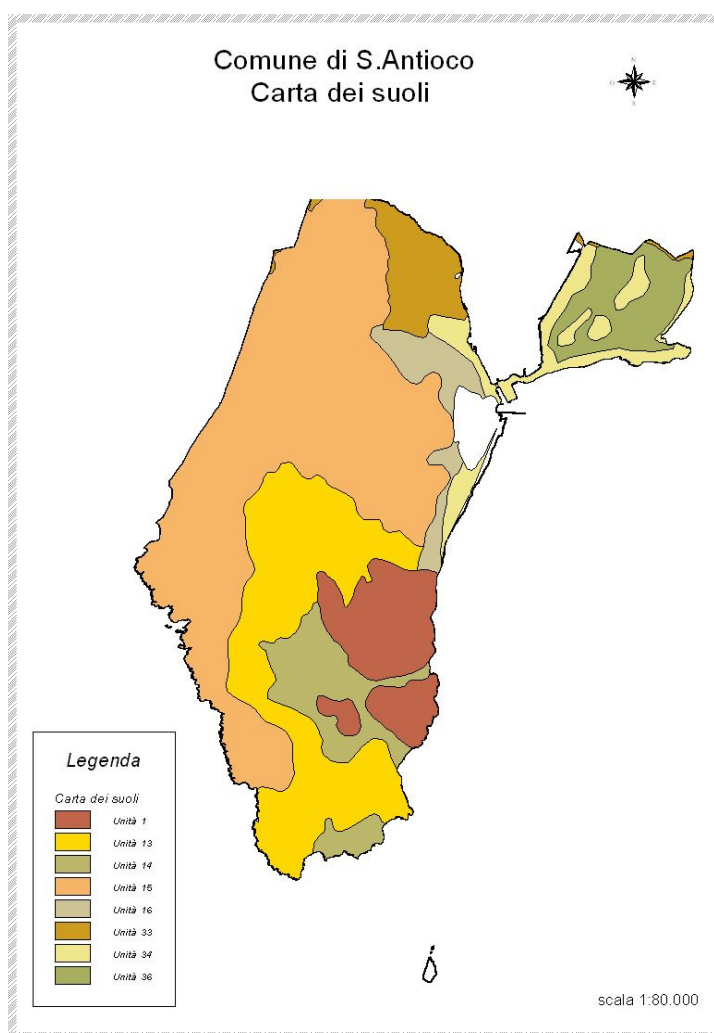 Comune di S.Antioco
Carta dei suoli
N
O
E
S
Legenda
Carta dei suoli
Unità 1
Unità 13
Unità 14
Unità 15
Unità 16
Unità 33
Unità 34
Unità 36
scala 1:80.000